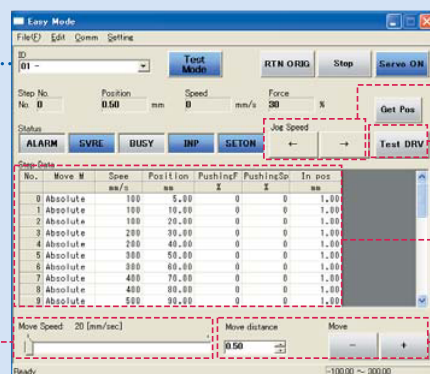 Easy Mode
File(F) Edit Comm Setting
ID
01 -
Test Mode
RTN ORIG Stop Servo ON
Step No. Position Speed Force
No. 0 0.50 mm 0 mm/s 30 %
Get Pos
Status
Jog Speed
ALARM SVRE BUSY INP SETON ← → Test DRV
Step Data
No. Move M Spee Position PushingF PushingSp In pos
mm/s mm % % mm
0 Absolute 100 5.00 0 0 1.00
1 Absolute 100 10.00 0 0 1.00
2 Absolute 100 20.00 0 0 1.00
3 Absolute 200 30.00 0 0 1.00
4 Absolute 200 40.00 0 0 1.00
5 Absolute 300 50.00 0 0 1.00
6 Absolute 300 60.00 0 0 1.00
7 Absolute 400 70.00 0 0 1.00
8 Absolute 400 80.00 0 0 1.00
9 Absolute 500 90.00 0 0 1.00
Move Speed: 20 [mm/sec] Move distance Move
0.50 - +
Ready -100.00 ~ 300.00